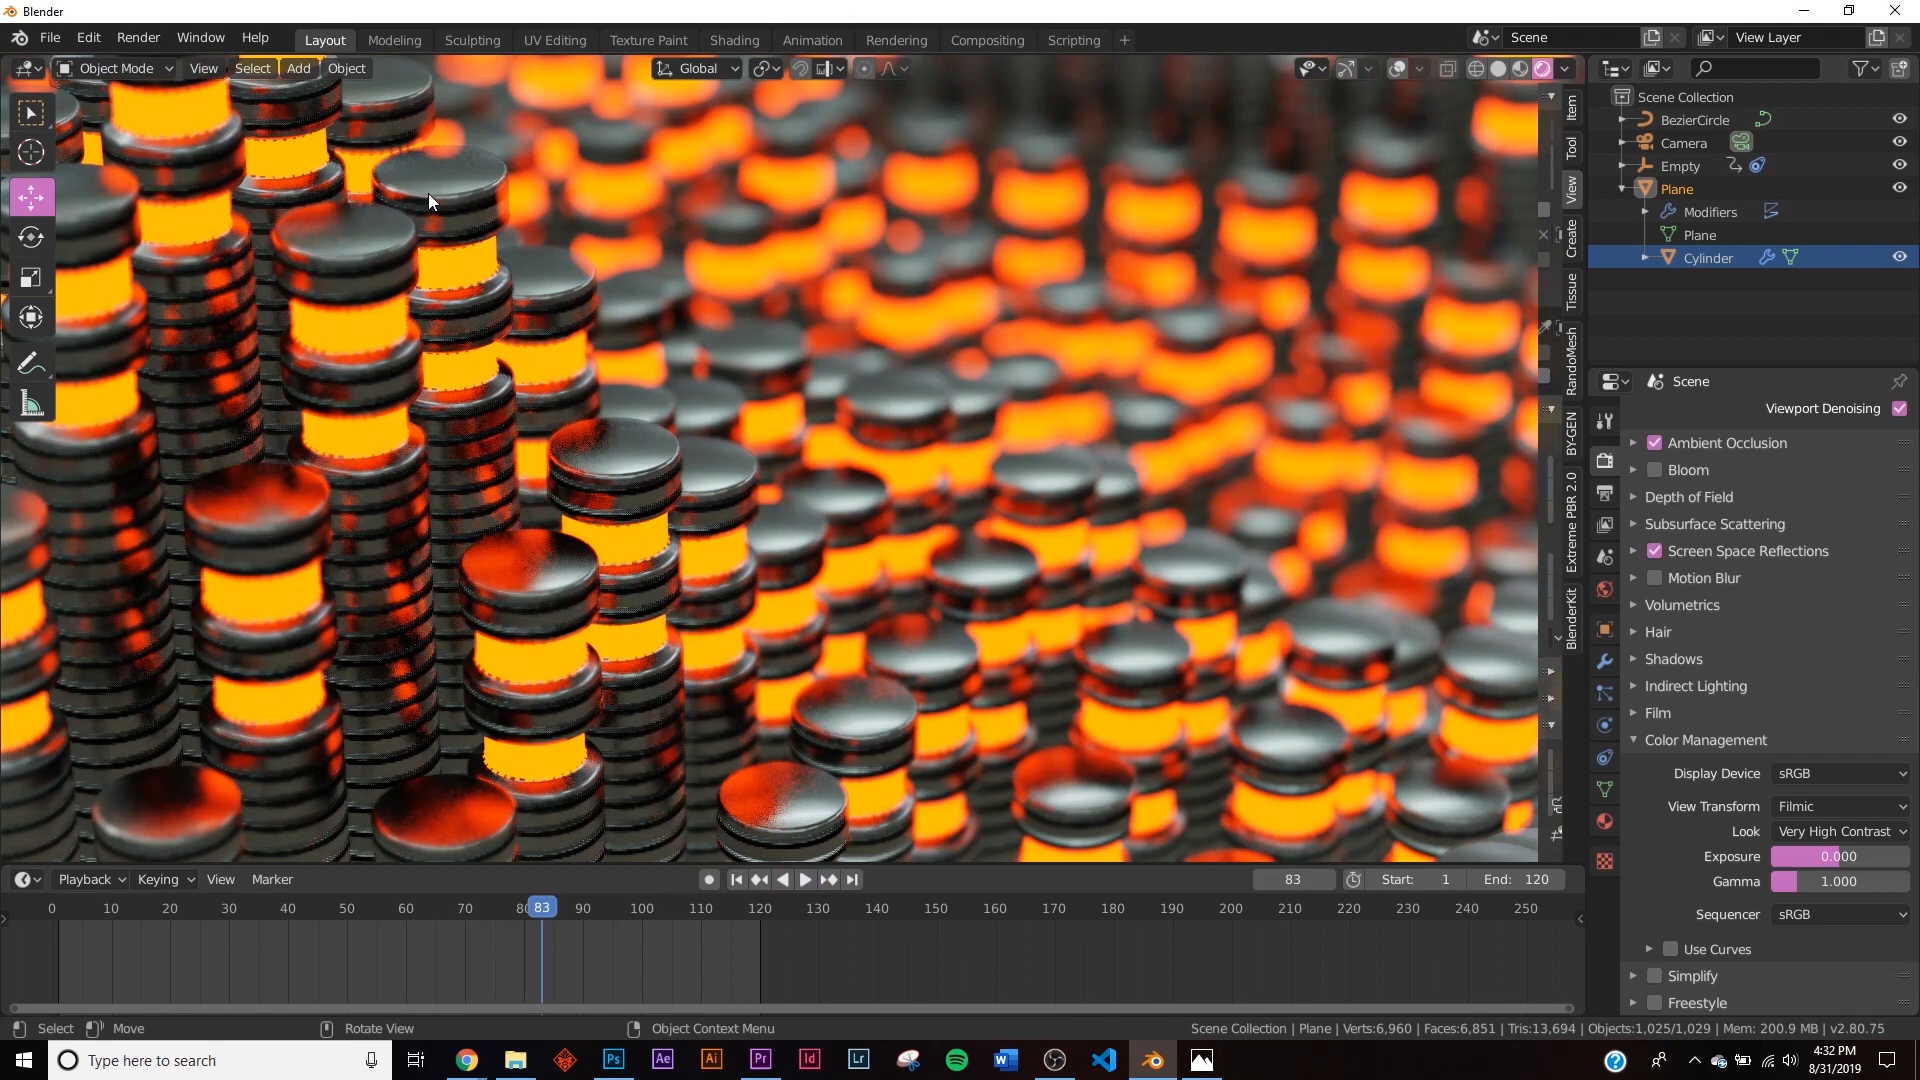 Blender
File Edit Render Window Help Layout Modeling Sculpting UV Editing Texture Paint Shading Animation Rendering Compositing Scripting + Scene View Layer
Object Mode View Select Add Object Global
Item
Tool
View
Create
Tissue
RandoMesh
BY-GEN
Extreme PBR 2.0
BlenderKit
Scene Collection
BezierCircle
Camera
Empty
Plane
Modifiers
Plane
Cylinder
Scene
Viewport Denoising
Ambient Occlusion
Bloom
Depth of Field
Subsurface Scattering
Screen Space Reflections
Motion Blur
Volumetrics
Hair
Shadows
Indirect Lighting
Film
Color Management
Display Device sRGB
View Transform Filmic
Look Very High Contrast
Exposure 0.000
Gamma 1.000
Sequencer sRGB
Use Curves
Simplify
Freestyle
Playback Keying View Marker 83 Start: 1 End: 120
0 10 20 30 40 50 60 70 80 83 90 100 110 120 130 140 150 160 170 180 190 200 210 220 230 240 250
Select Move Rotate View Object Context Menu Scene Collection | Plane | Verts:6,960 | Faces:6,851 | Tris:13,694 | Objects:1,025/1,029 | Mem: 200.9 MB | v2.80.75
Type here to search Ps Ae Ai Pr Id Lr W ? 4:32 PM
8/31/2019